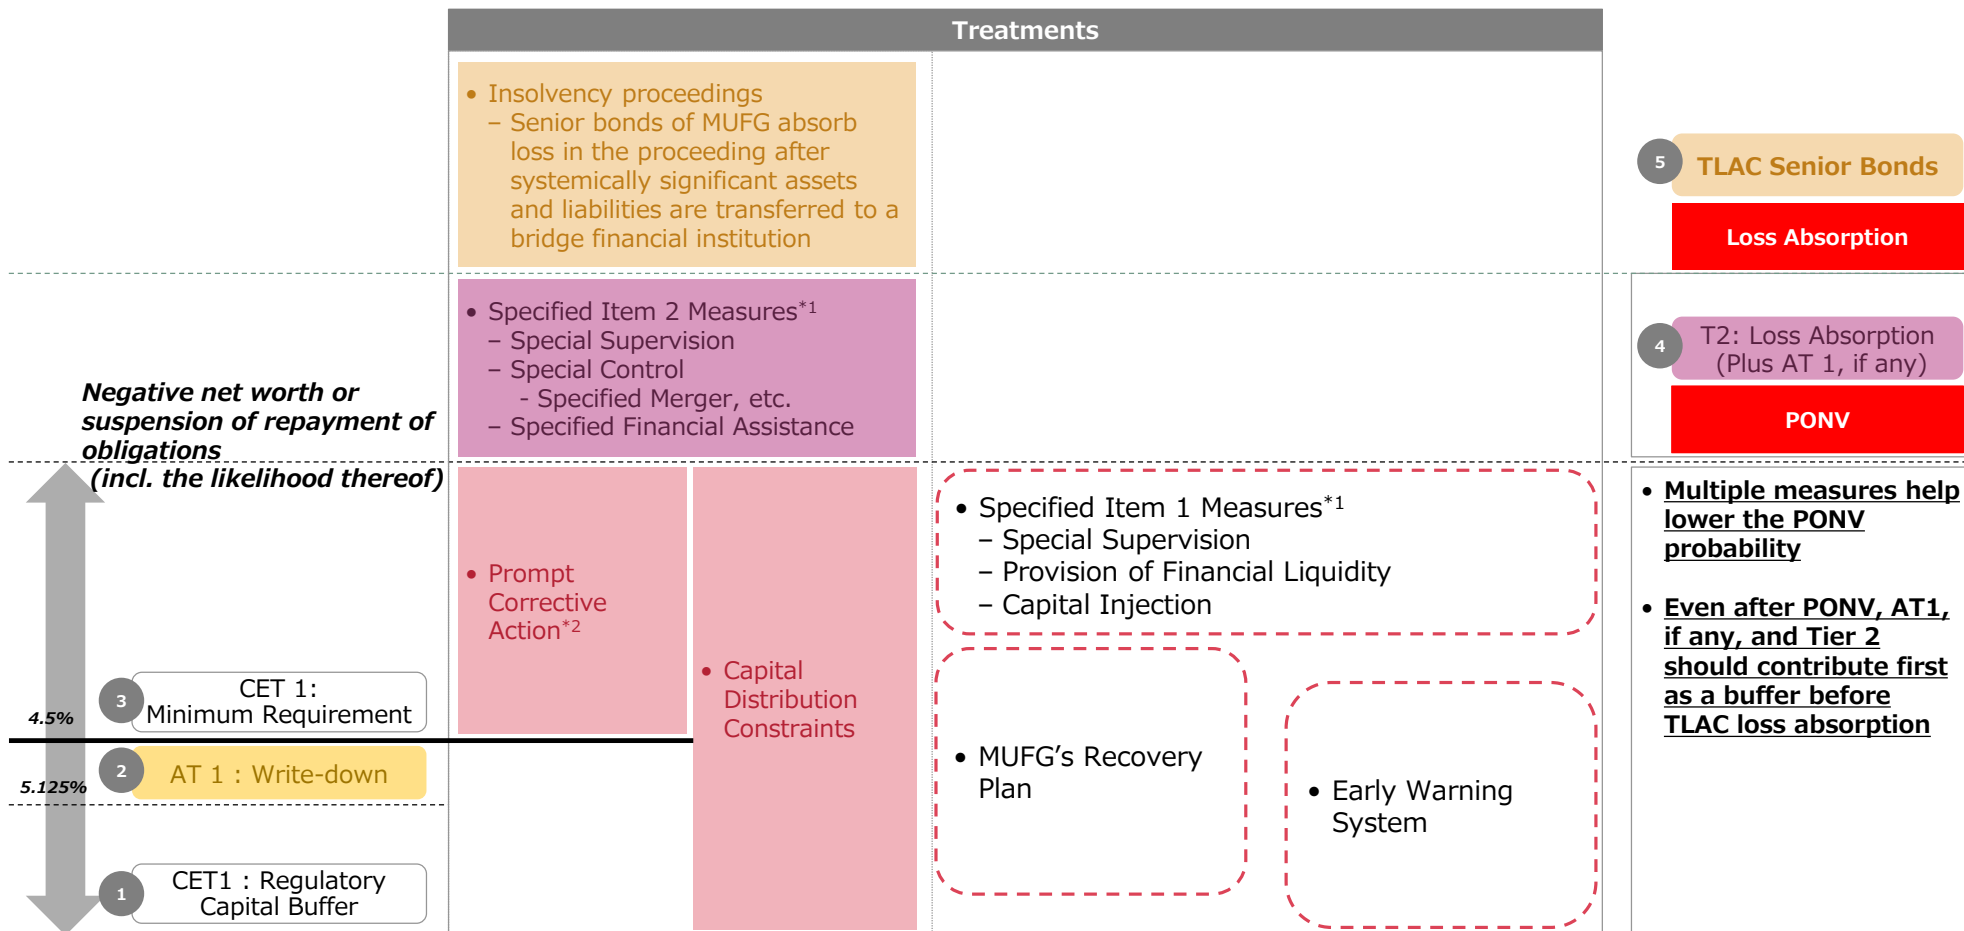 Treatments
• Insolvency proceedings
– Senior bonds of MUFG absorb
loss in the proceeding after
systemically significant assets
and liabilities are transferred to a
bridge financial institution
5
TLAC Senior Bonds
Loss Absorption
• Specified Item 2 Measures*1
– Special Supervision
– Special Control
- Specified Merger, etc.
– Specified Financial Assistance
4
T2: Loss Absorption
(Plus AT 1, if any)
PONV
Negative net worth or
suspension of repayment of
obligations
(incl. the likelihood thereof)
• Prompt
Corrective
Action*2
• Capital
Distribution
Constraints
• Specified Item 1 Measures*1
– Special Supervision
– Provision of Financial Liquidity
– Capital Injection
• MUFG’s Recovery
Plan
• Early Warning
System
• Multiple measures help
lower the PONV
probability
• Even after PONV, AT1,
if any, and Tier 2
should contribute first
as a buffer before
TLAC loss absorption
3
CET 1:
Minimum Requirement
4.5%
2
AT 1 : Write-down
5.125%
1
CET1 : Regulatory
Capital Buffer